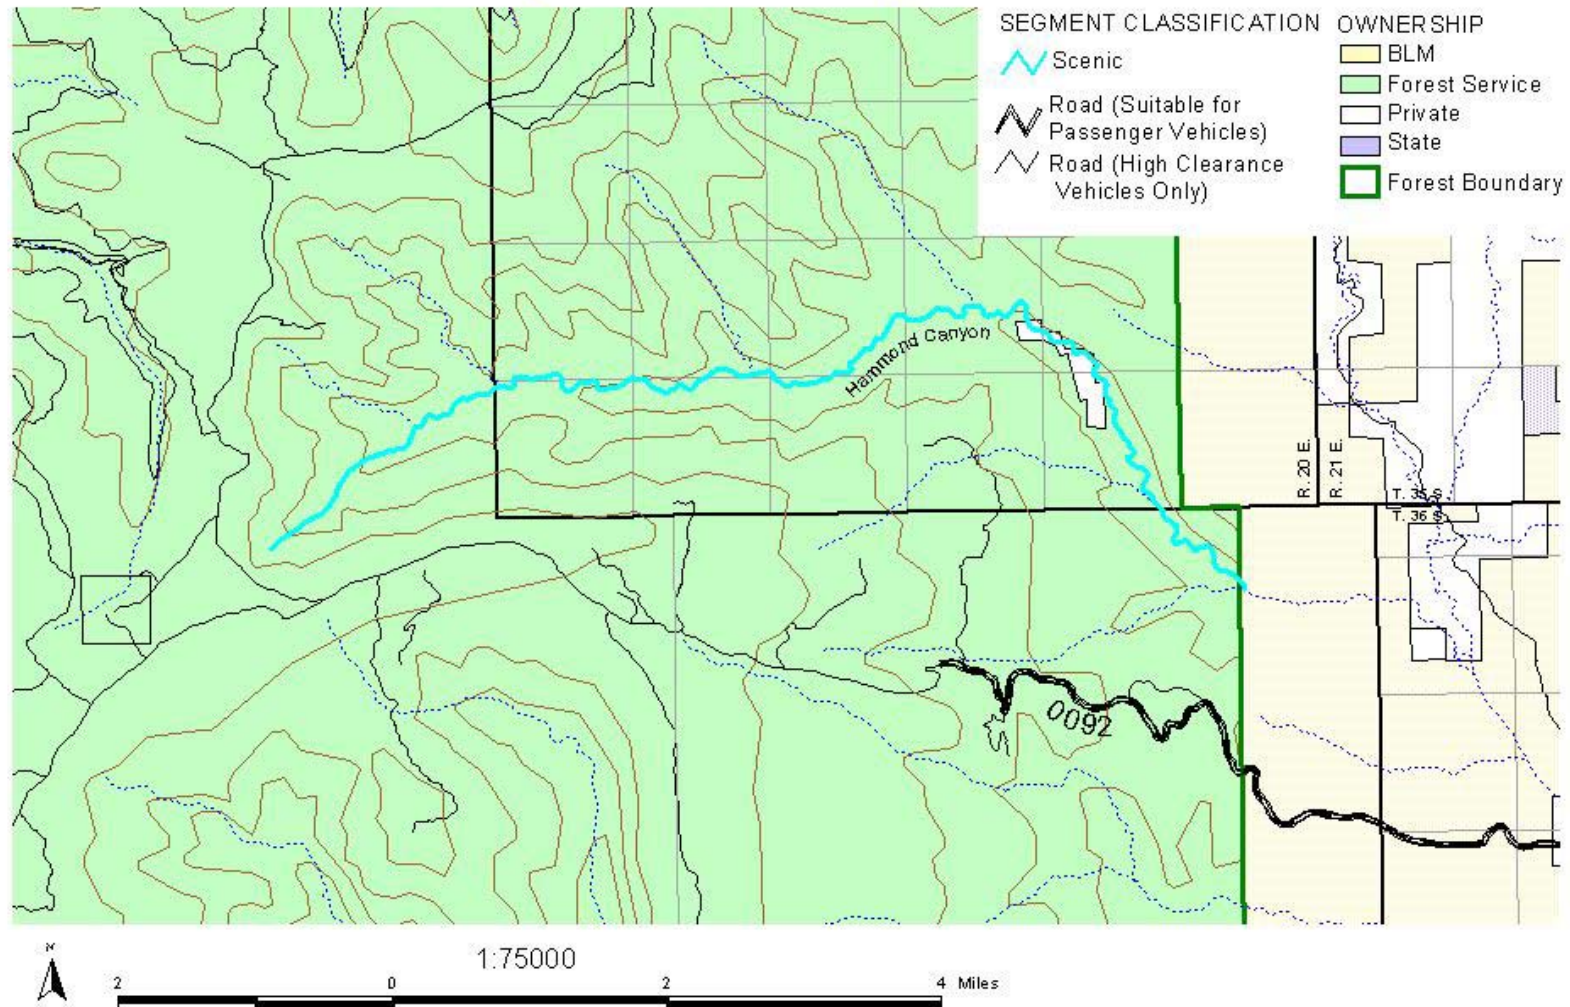 SEGMENT CLASSIFICATION
Scenic
Road (Suitable for
Passenger Vehicles)
Road (High Clearance
Vehicles Only)
OWNERSHIP
BLM
Forest Service
Private
State
Forest Boundary
Hammond Canyon
R. 20 E.
R. 21 E.
T. 35 S
T. 36 S
0092
N
1:75000
2 0 2 4 Miles